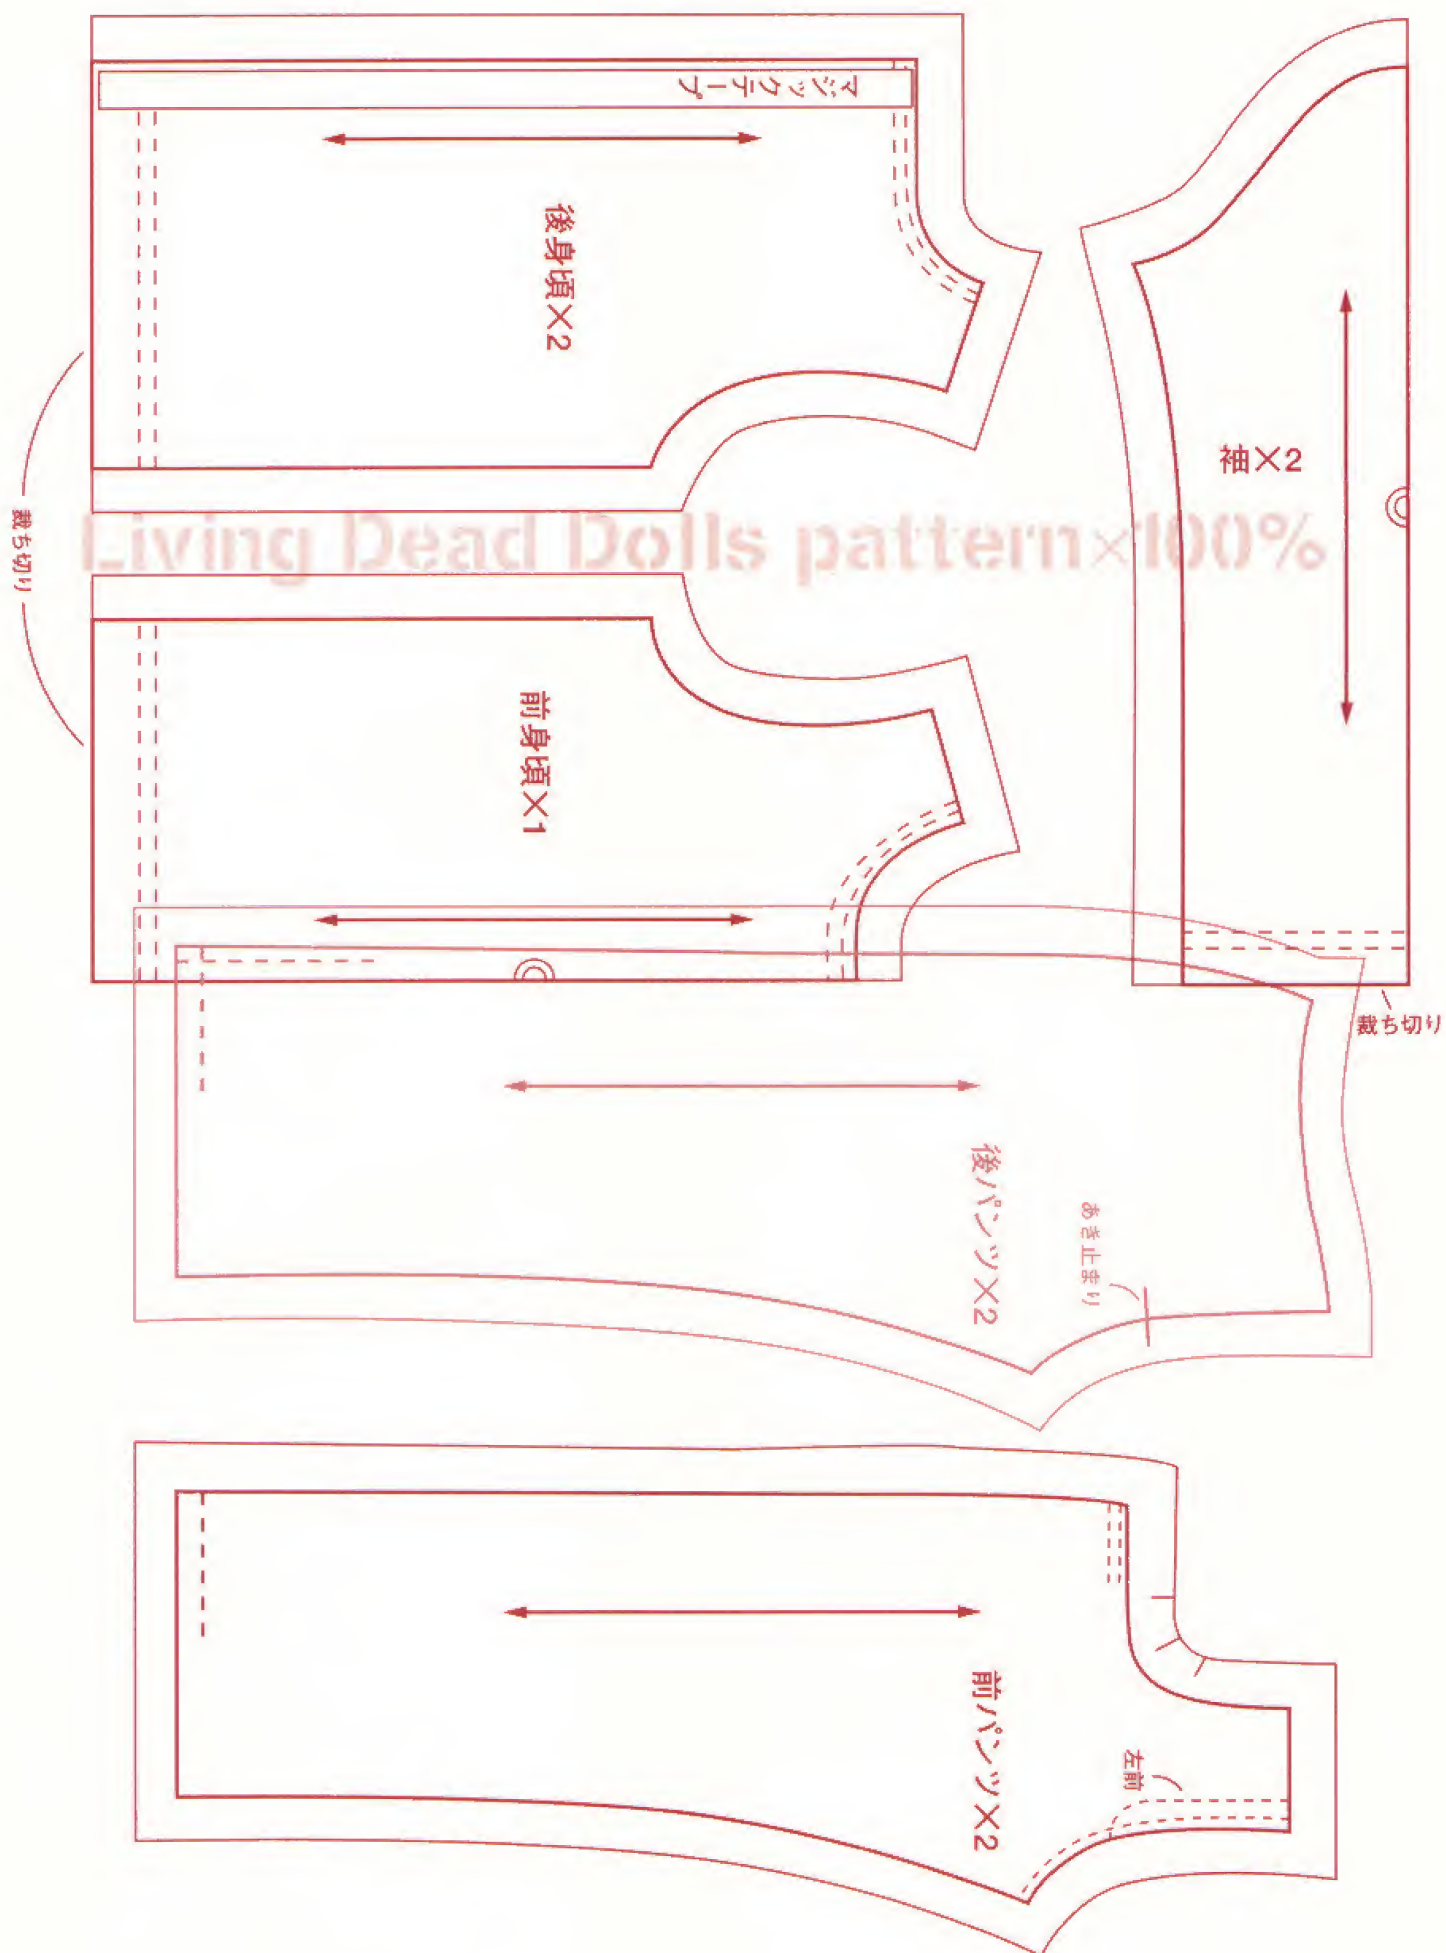 マジックテープ
後身頃×2
袖×2
裁ち切り
Living Dead Dolls pattern×100%
前身頃×1
裁ち切り
後パンツ×2
あき止まり
前パンツ×2
左前